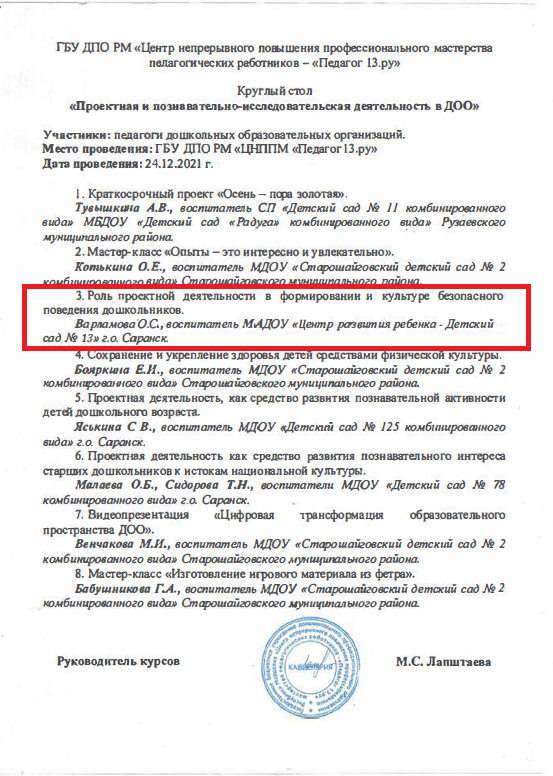 ГБУ ДПО РМ «Центр непрерывного повышения профессионального мастерства
педагогических работников – «Педагог 13.ру»
Круглый стол
«Проектная и познавательно-исследовательская деятельность в ДОО»
Участники: педагоги дошкольных образовательных организаций.
Место проведения: ГБУ ДПО РМ «ЦНППМ «Педагог 13.ру»
Дата проведения: 24.12.2021 г.
1. Краткосрочный проект «Осень – пора золотая».
Тувышкина А.В., воспитатель СП «Детский сад № 11 комбинированного
вида» МБДОУ «Детский сад «Радуга» комбинированного вида» Рузаевского
муниципального района.
2. Мастер-класс «Опыты – это интересно и увлекательно».
Копькина О.Е., воспитатель МДОУ «Старошайговский детский сад № 2
комбинированного вида» Старошайговского муниципального района.
3. Роль проектной деятельности в формировании и культуре безопасного
поведения дошкольников.
Варламова О.С., воспитатель МАДОУ «Центр развития ребенка - Детский
сад № 13» г.о. Саранск.
4. Сохранение и укрепление здоровья детей средствами физической культуры.
Бояркина Е.И., воспитатель МДОУ «Старошайговский детский сад № 2
комбинированного вида» Старошайговского муниципального района.
5. Проектная деятельность, как средство развития познавательной активности
детей дошкольного возраста.
Яськина С В., воспитатель МДОУ «Детский сад № 125 комбинированного
вида» г.о. Саранск.
6. Проектная деятельность как средство развития познавательного интереса
старших дошкольников к истокам национальной культуры.
Малаева О.Б., Сидорова Т.Н., воспитатели МДОУ «Детский сад № 78
комбинированного вида» г.о. Саранск.
7. Видеопрезентация «Цифровая трансформация образовательного
пространства ДОО».
Венчакова М.И., воспитатель МДОУ «Старошайговский детский сад № 2
комбинированного вида» Старошайговского муниципального района.
8. Мастер-класс «Изготовление игрового материала из фетра».
Бабушникова Г.А., воспитатель МДОУ «Старошайговский детский сад № 2
комбинированного вида» Старошайговского муниципального района.
Руководитель курсов М.С. Лапштаева
КАНЦЕЛЯРИЯ